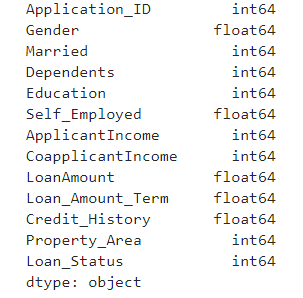 Application_ID int64
Gender float64
Married int64
Dependents int64
Education int64
Self_Employed float64
ApplicantIncome int64
CoapplicantIncome int64
LoanAmount float64
Loan_Amount_Term float64
Credit_History float64
Property_Area int64
Loan_Status int64
dtype: object